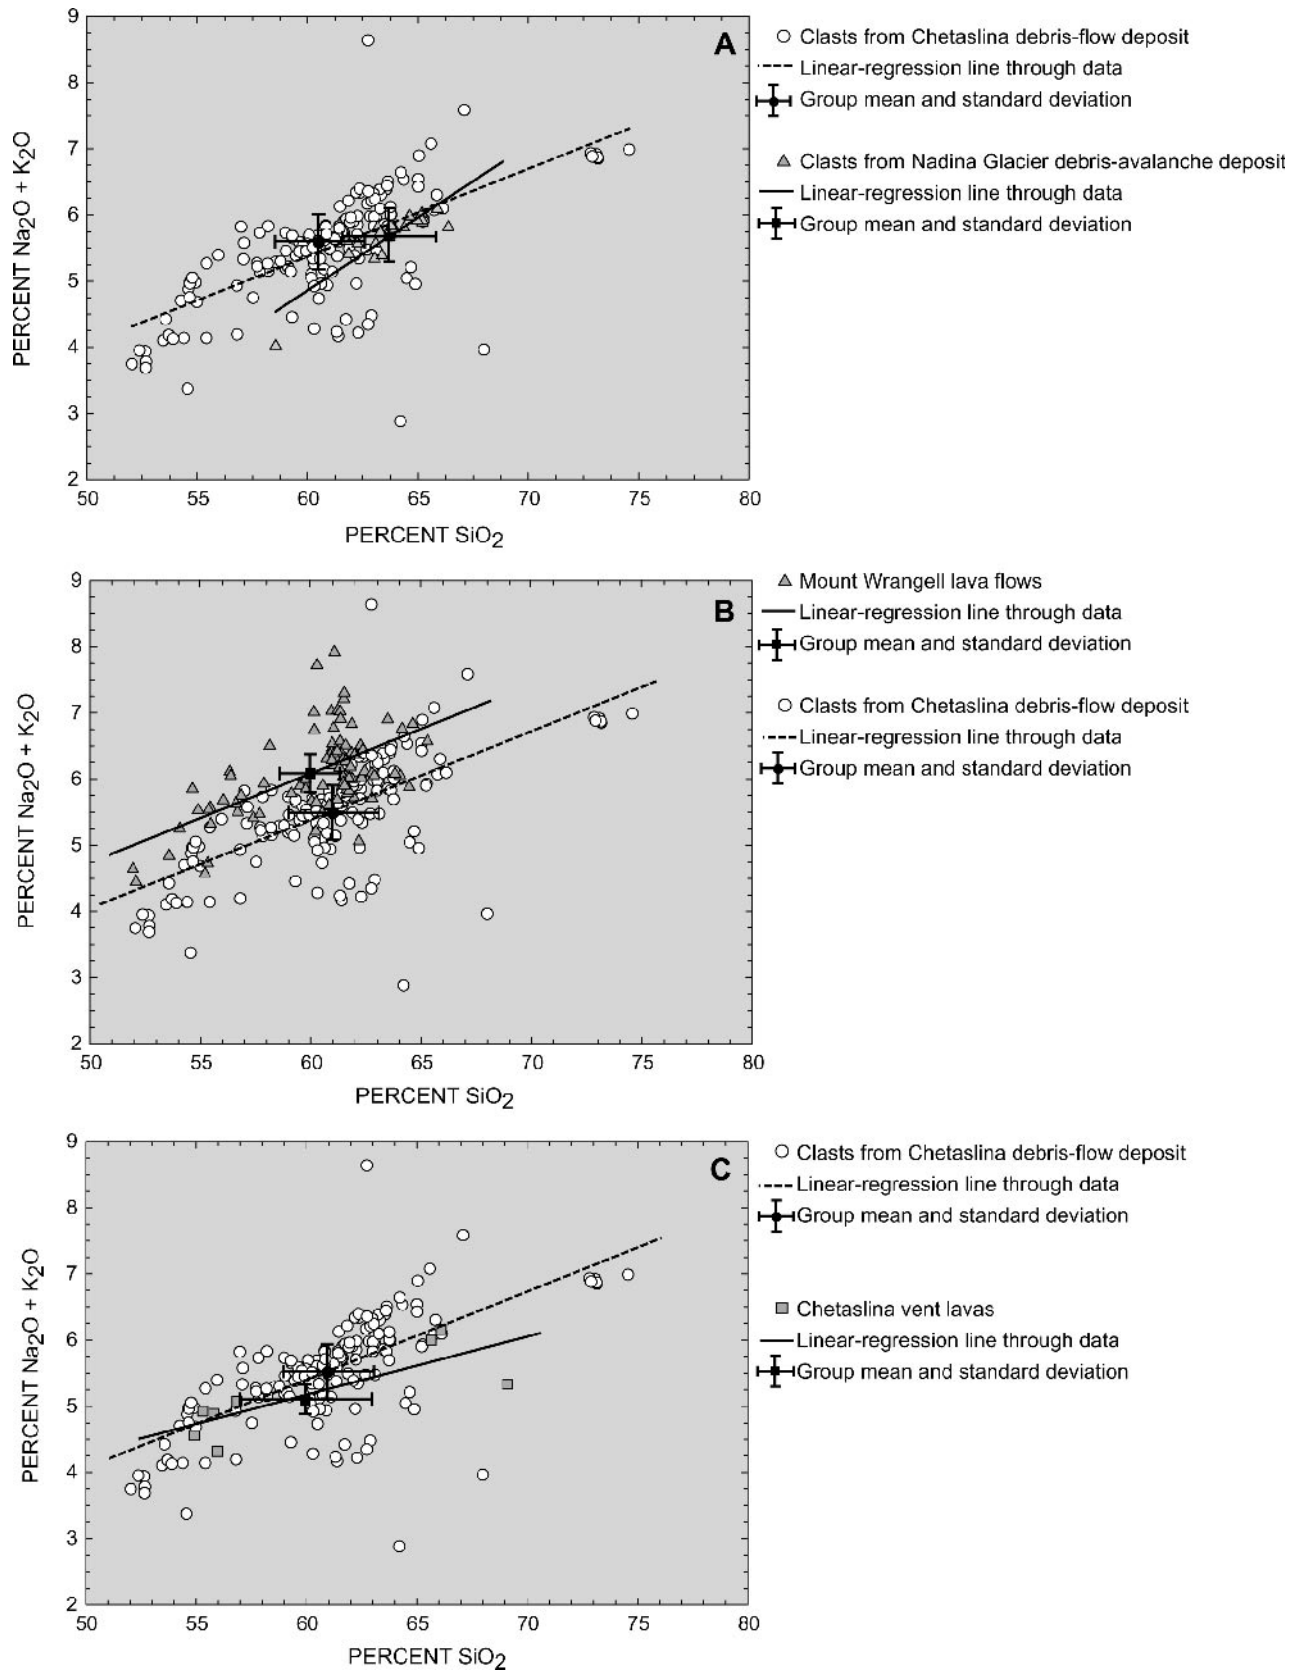 A
9
8
7
6
5
4
3
2
PERCENT Na2O + K2O
50 55 60 65 70 75 80
PERCENT SiO2
Clasts from Chetaslina debris-flow deposit
Linear-regression line through data
Group mean and standard deviation
Clasts from Nadina Glacier debris-avalanche deposit
Linear-regression line through data
Group mean and standard deviation
B
9
8
7
6
5
4
3
2
PERCENT Na2O + K2O
50 55 60 65 70 75 80
PERCENT SiO2
Mount Wrangell lava flows
Linear-regression line through data
Group mean and standard deviation
Clasts from Chetaslina debris-flow deposit
Linear-regression line through data
Group mean and standard deviation
C
9
8
7
6
5
4
3
2
PERCENT Na2O + K2O
50 55 60 65 70 75 80
PERCENT SiO2
Clasts from Chetaslina debris-flow deposit
Linear-regression line through data
Group mean and standard deviation
Chetaslina vent lavas
Linear-regression line through data
Group mean and standard deviation